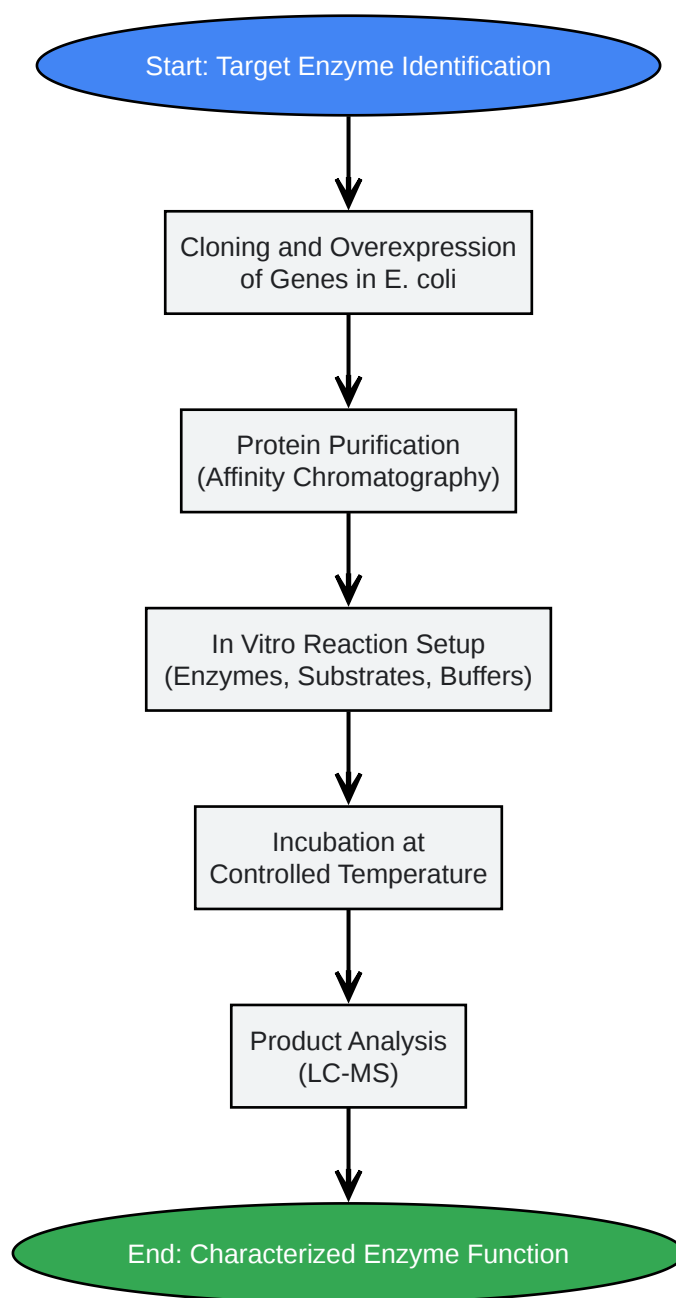 Start: Target Enzyme Identification
Cloning and Overexpression
of Genes in E. coli
Protein Purification
(Affinity Chromatography)
In Vitro Reaction Setup
(Enzymes, Substrates, Buffers)
Incubation at
Controlled Temperature
Product Analysis
(LC-MS)
End: Characterized Enzyme Function